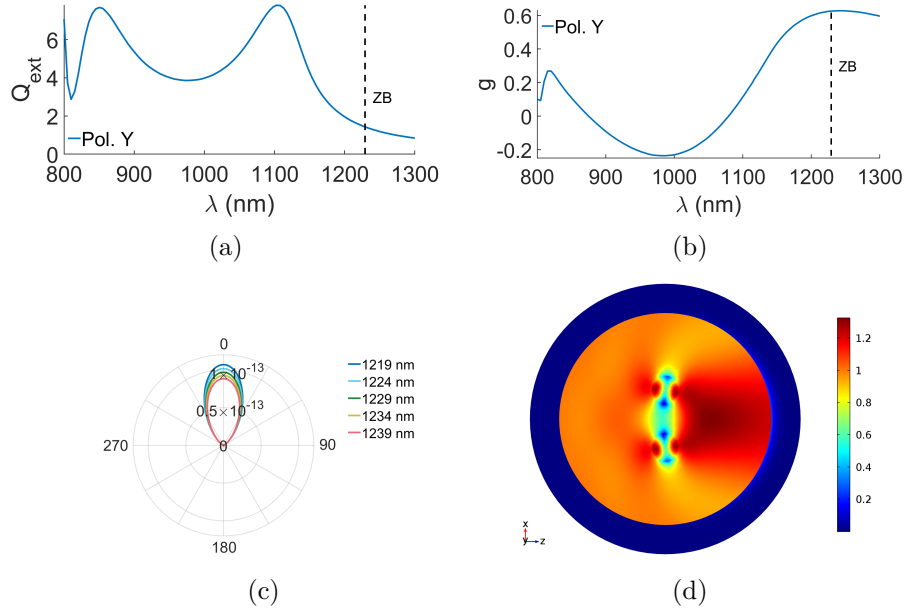 8
6
4
2
0
Q_ext
Pol. Y
ZB
800 900 1000 1100 1200 1300
λ (nm)
(a)
0.6
0.4
0.2
0
-0.2
g
Pol. Y
ZB
800 900 1000 1100 1200 1300
λ (nm)
(b)
0
1×10^-13
0.5×10^-13
0
270
90
180
1219 nm
1224 nm
1229 nm
1234 nm
1239 nm
(c)
1.2
1
0.8
0.6
0.4
0.2
x
y z
(d)